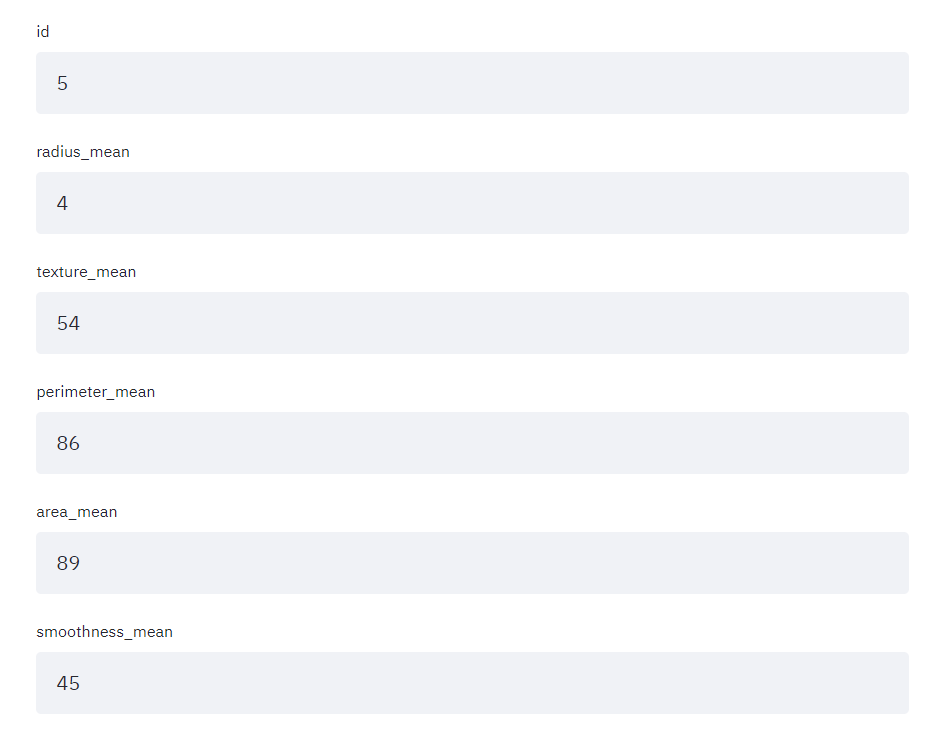 id
5
radius_mean
4
texture_mean
54
perimeter_mean
86
area_mean
89
smoothness_mean
45